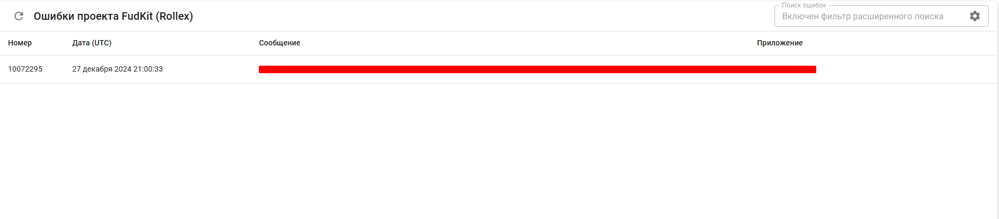 Ошибки проекта FudKit (Rollex)
Поиск ошибок
Включен фильтр расширенного поиска
Номер Дата (UTC) Сообщение Приложение
10072295 27 декабря 2024 21:00:33